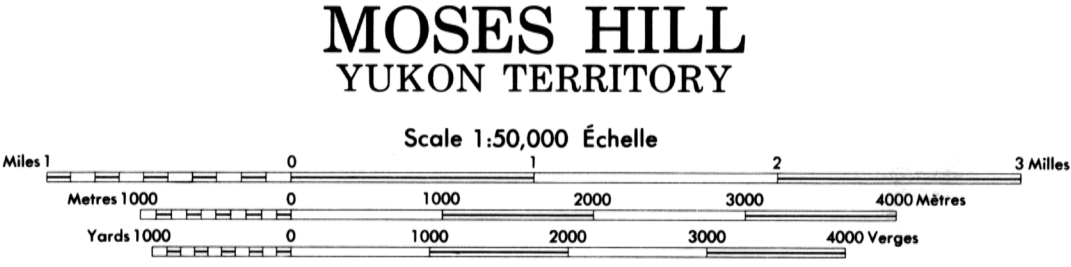 MOSES HILL
YUKON TERRITORY
Scale 1:50,000 Échelle
Miles 1 0 1 2 3 Milles
Metres 1000 0 1000 2000 3000 4000 Mètres
Yards 1000 0 1000 2000 3000 4000 Verges